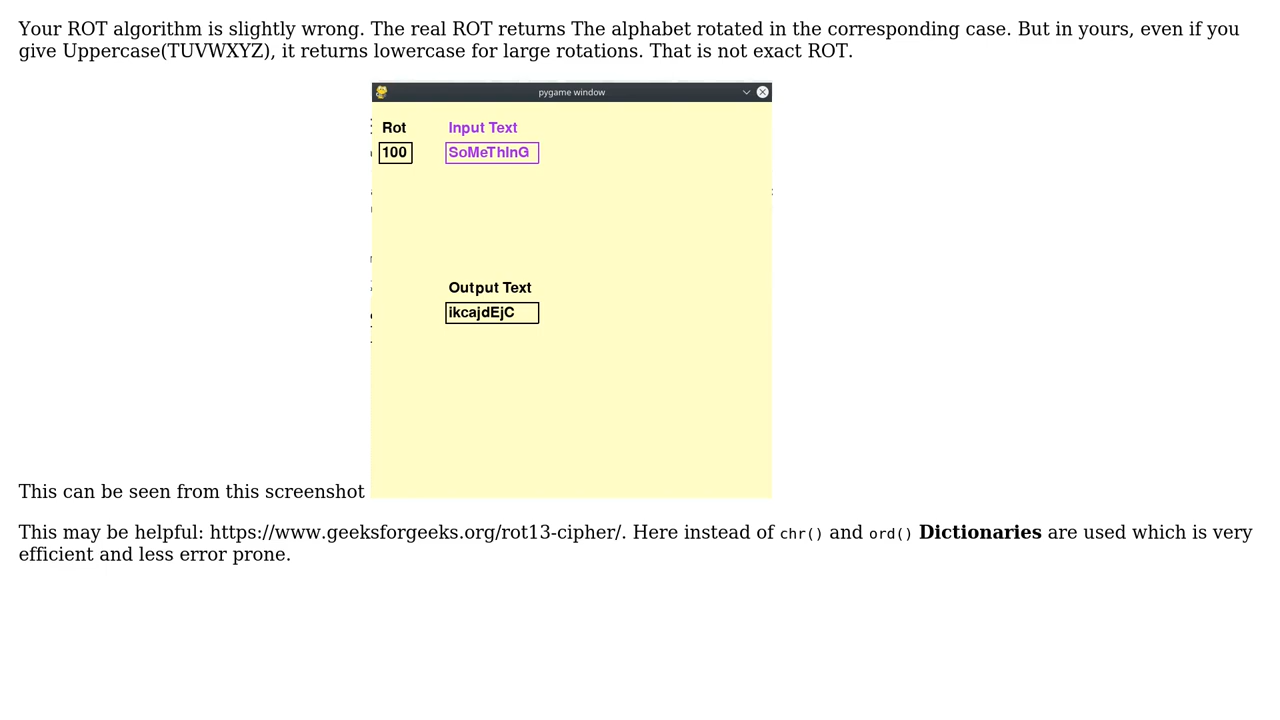 Your ROT algorithm is slightly wrong. The real ROT returns The alphabet rotated in the corresponding case. But in yours, even if you
give Uppercase(TUVWXYZ), it returns lowercase for large rotations. That is not exact ROT.
pygame window
Rot
Input Text
100
SoMeThInG
Output Text
ikcajdEjC
This can be seen from this screenshot
This may be helpful: https://www.geeksforgeeks.org/rot13-cipher/. Here instead of chr() and ord() Dictionaries are used which is very
efficient and less error prone.